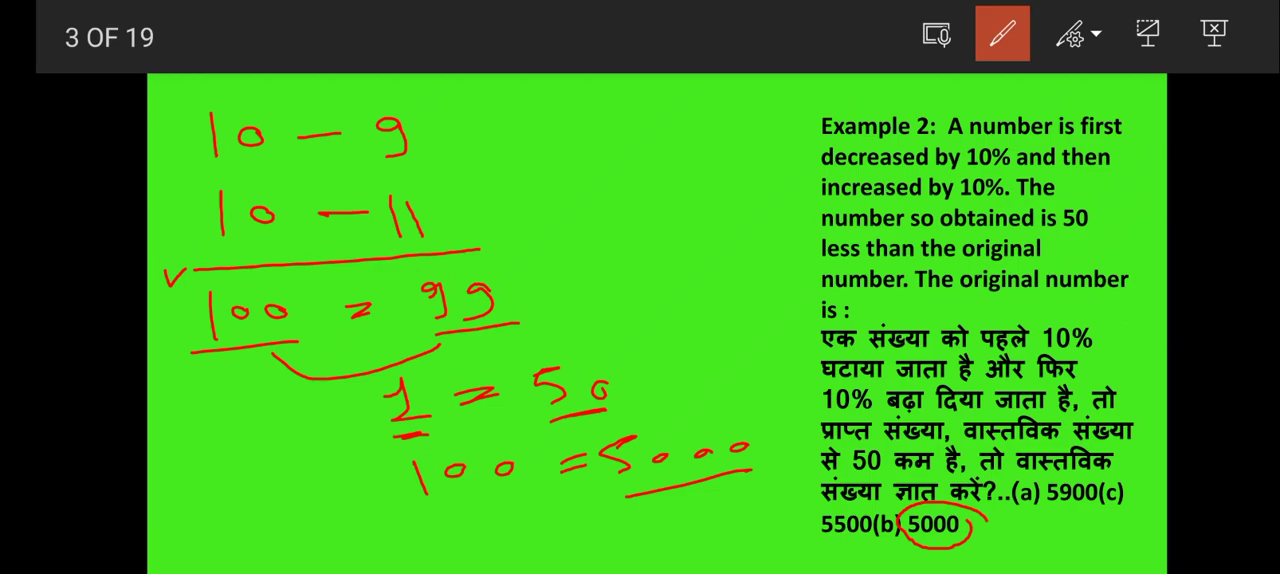 3 OF 19
10 - 9
10 - 11
100 = 99
1 = 50
100 = 5000
Example 2: A number is first
decreased by 10% and then
increased by 10%. The
number so obtained is 50
less than the original
number. The original number
is :
एक संख्या को पहले 10%
घटाया जाता है और फिर
10% बढ़ा दिया जाता है, तो
प्राप्त संख्या, वास्तविक संख्या
से 50 कम है, तो वास्तविक
संख्या ज्ञात करें?..(a) 5900(c)
5500(b) 5000